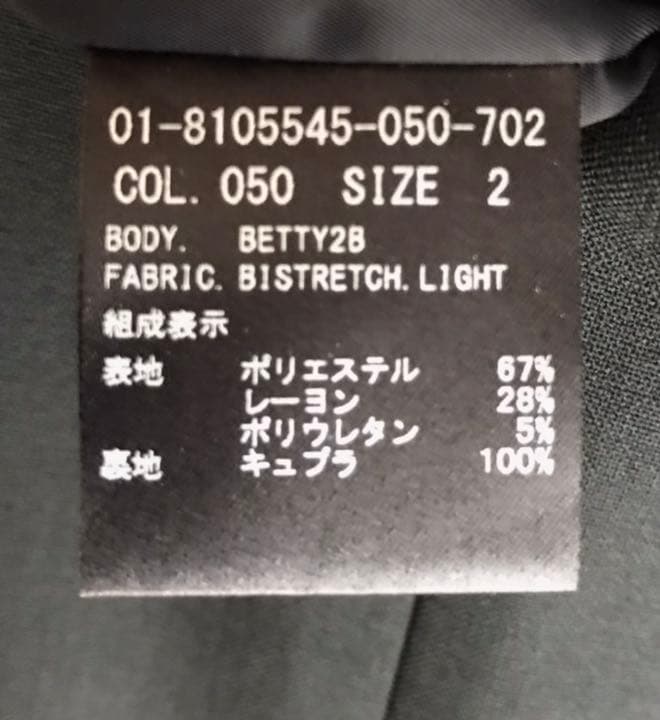 01-8105545-050-702
COL. 050 SIZE 2
BODY. BETTY2B
FABRIC. BISTRETCH. LIGHT
組成表示
表地 ポリエステル 67%
レーヨン 28%
ポリウレタン 5%
裏地 キュプラ 100%